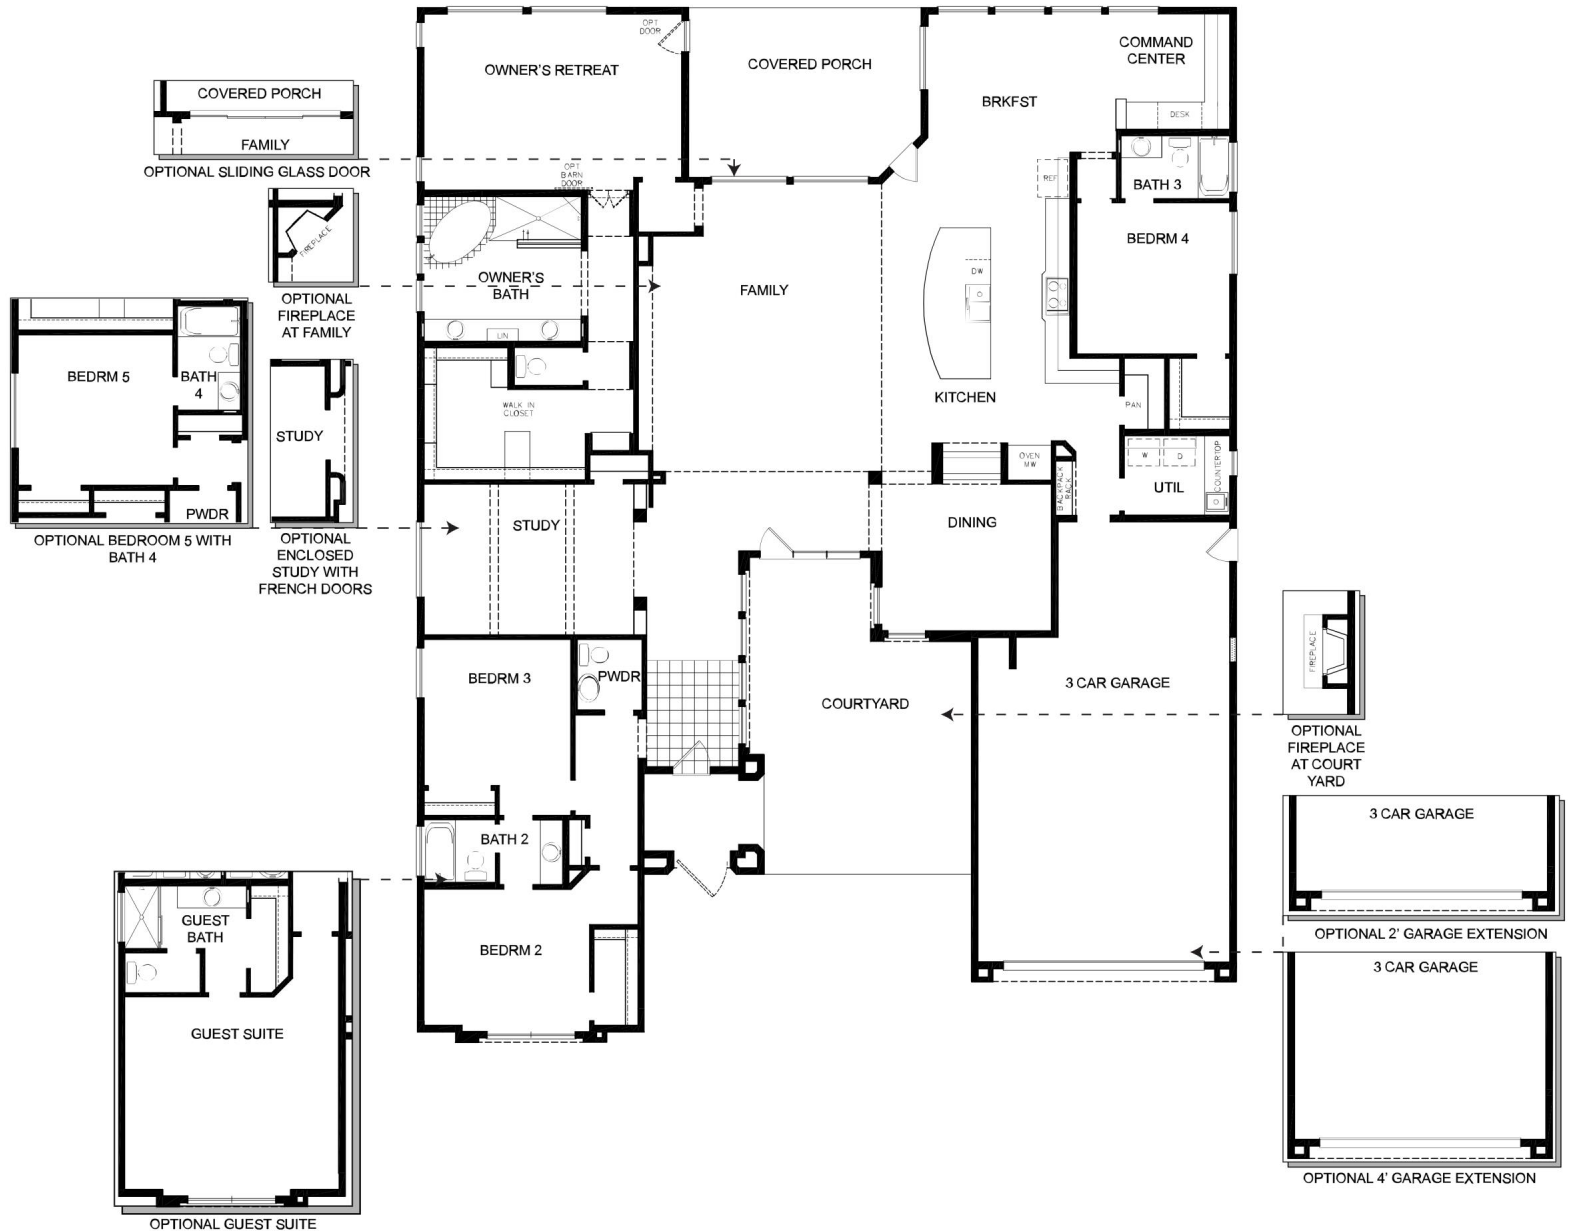 OPT
DOOR
OWNER'S RETREAT
COVERED PORCH
COMMAND
CENTER
BRKFST
DESK
COVERED PORCH
FAMILY
OPTIONAL SLIDING GLASS DOOR
OPT
BARN
DOOR
REF
BATH 3
FIREPLACE
OPTIONAL
FIREPLACE
AT FAMILY
OWNER'S
BATH
LIN
FAMILY
DW
BEDRM 4
BEDRM 5
BATH
4
PWDR
OPTIONAL BEDROOM 5 WITH
BATH 4
STUDY
OPTIONAL
ENCLOSED
STUDY WITH
FRENCH DOORS
WALK IN
CLOSET
KITCHEN
PAN
OVEN
MW
BACKPACK
RACK
W
D
COUNTERTOP
UTIL
STUDY
DINING
FIREPLACE
OPTIONAL
FIREPLACE
AT COURT
YARD
BEDRM 3
PWDR
COURTYARD
3 CAR GARAGE
BATH 2
BEDRM 2
3 CAR GARAGE
OPTIONAL 2' GARAGE EXTENSION
3 CAR GARAGE
OPTIONAL 4' GARAGE EXTENSION
GUEST
BATH
GUEST SUITE
OPTIONAL GUEST SUITE